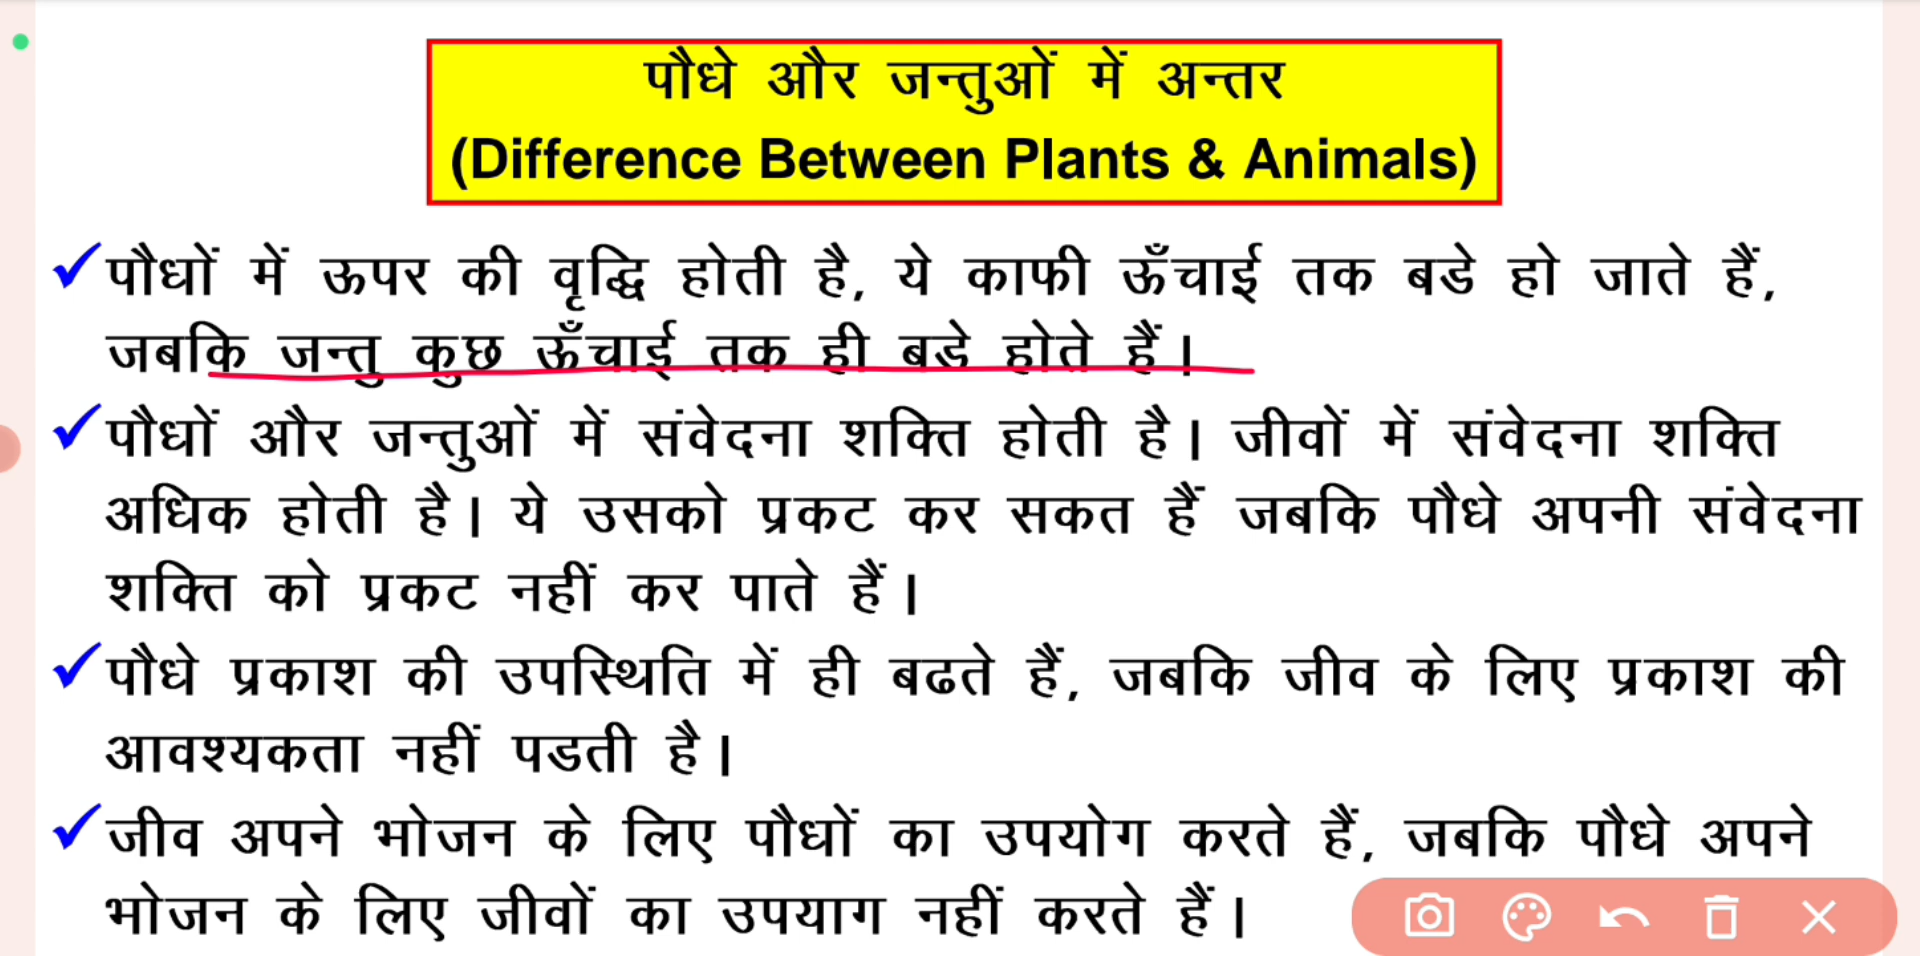 पौधे और जन्तुओं में अन्तर
(Difference Between Plants & Animals)
पौधों में ऊपर की वृद्धि होती है, ये काफी ऊँचाई तक बडे हो जाते हैं,
जबकि जन्तु कुछ ऊँचाई तक ही बडे होते हैं।
पौधों और जन्तुओं में संवेदना शक्ति होती है। जीवों में संवेदना शक्ति
अधिक होती है। ये उसको प्रकट कर सकत हैं जबकि पौधे अपनी संवेदना
शक्ति को प्रकट नहीं कर पाते हैं।
पौधे प्रकाश की उपस्थिति में ही बढते हैं, जबकि जीव के लिए प्रकाश की
आवश्यकता नहीं पडती है।
जीव अपने भोजन के लिए पौधों का उपयोग करते हैं, जबकि पौधे अपने
भोजन के लिए जीवों का उपयाग नहीं करते हैं।